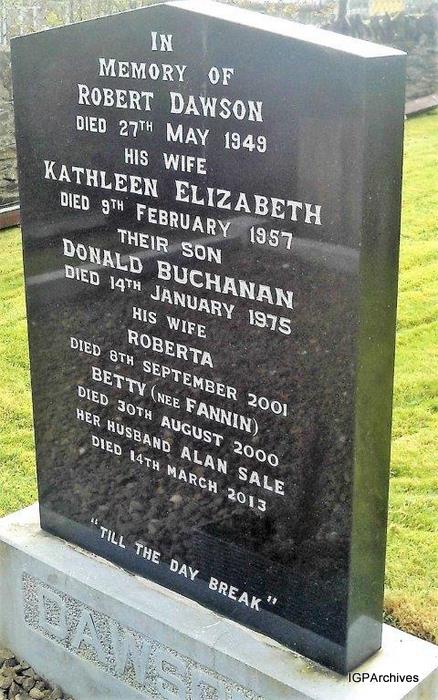 IN
MEMORY OF
ROBERT DAWSON
DIED 27TH MAY 1949
HIS WIFE
KATHLEEN ELIZABETH
DIED 9TH FEBRUARY 1957
THEIR SON
DONALD BUCHANAN
DIED 14TH JANUARY 1975
HIS WIFE
ROBERTA
DIED 8TH SEPTEMBER 2001
BETTY (NEE FANNIN)
DIED 30TH AUGUST 2000
HER HUSBAND ALAN SALE
DIED 14TH MARCH 2013
"TILL THE DAY BREAK"
DAWSON
IGPArchives